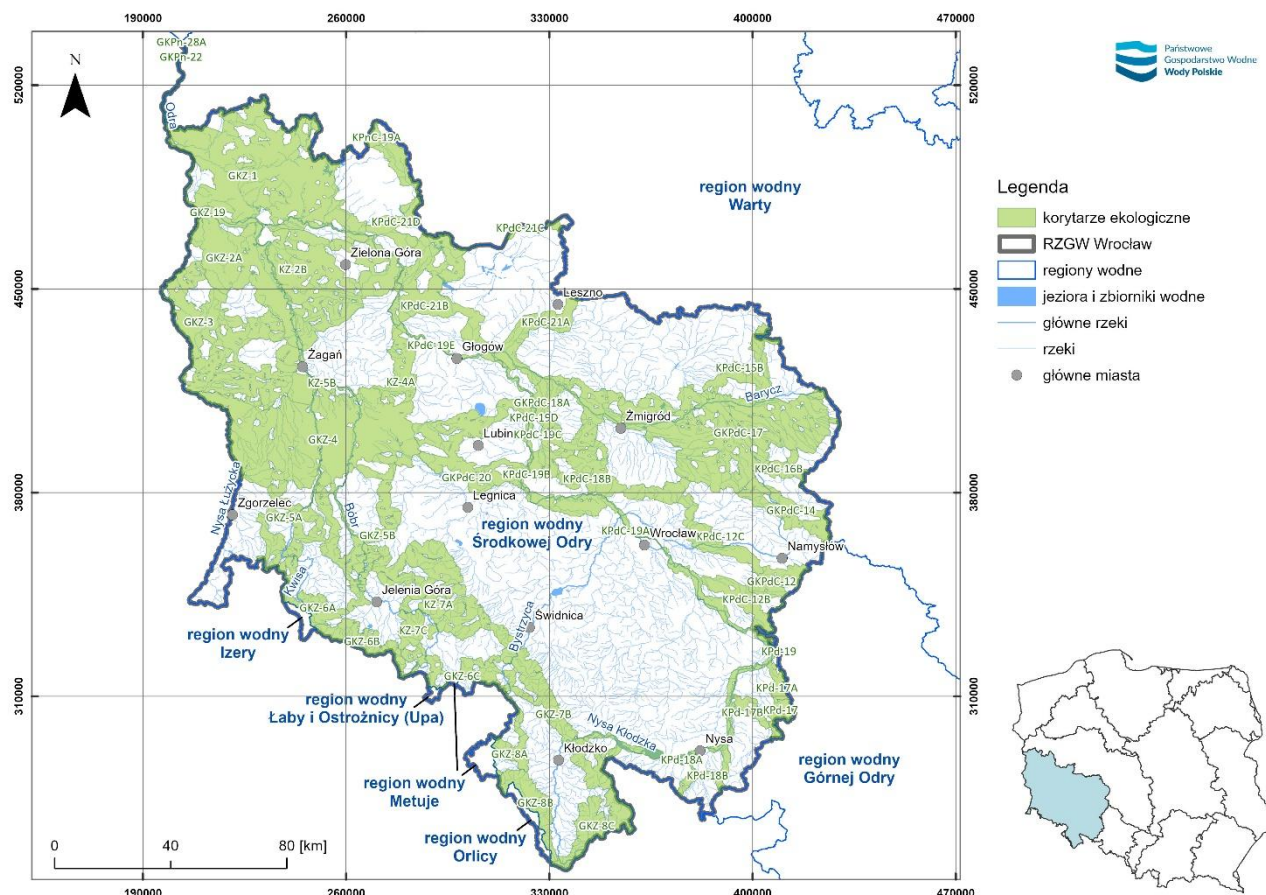 190000
260000
330000
400000
470000
GKPn-28A
GKPn-22
N
Państwowe
Gospodarstwo Wodne
Wody Polskie
520000
520000
Odra
KPnC-19A
GKZ-1
region wodny
Warty
Legenda
korytarze ekologiczne
RZGW Wrocław
regiony wodne
jeziora i zbiorniki wodne
główne rzeki
rzeki
główne miasta
GKZ-19
KPdC-21D
KPdC-21C
GKZ-2A
KZ-2B
Zielona Góra
450000
450000
Leszno
KPdC-21B
KPdC-21A
GKZ-3
KPdC-19E
Głogów
Żagań
KZ-5B
KZ-4A
KPdC-15B
Barycz
GKPdC-18A
KPdC-19D
Żmigród
GKZ-4
Lubin
KPdC-19C
GKPdC-17
GKPdC-20
KPdC-19B
KPdC-18B
KPdC-16B
380000
380000
Nysa Łużycka
Zgorzelec
GKZ-5A
Bóbr
Legnica
GKPdC-14
region wodny
Środkowej Odry
GKZ-5B
KPdC-19A
Wrocław
KPdC-12C
Namysłów
Kwisa
GKPdC-12
Jelenia Góra
KPdC-12B
GKZ-6A
KZ-7A
region wodny
Izery
KZ-7C
GKZ-6B
Bystrzyca
Świdnica
KPd-19
GKZ-6C
310000
310000
region wodny
Łaby i Ostrożnicy (Upa)
KPd-17A
KPd-17B
KPd-17
GKZ-7B
Nysa Kłodzka
Nysa
GKZ-8A
Kłodzko
KPd-18A
KPd-18B
region wodny
Górnej Odry
region wodny
Metuje
GKZ-8B
GKZ-8C
region wodny
Orlicy
0
40
80 [km]
190000
260000
330000
400000
470000